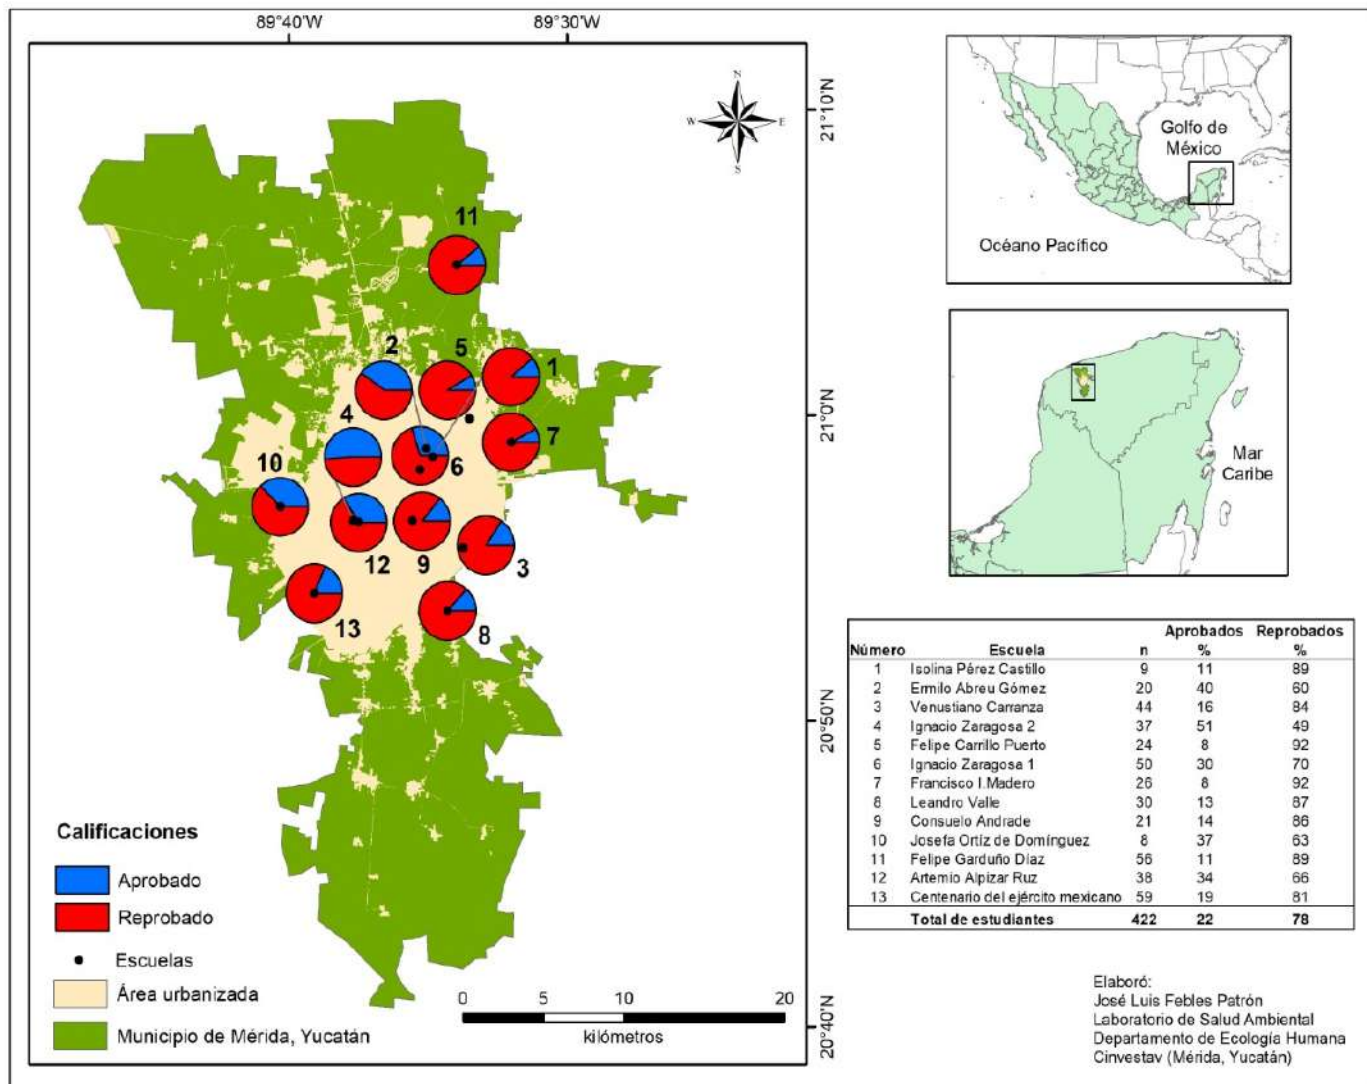 89°40'W
89°30'W
N
W
E
S
21°10'N
21°0'N
20°50'N
20°40'N
11
2
5
1
4
7
10
6
12
9
3
13
8
Calificaciones
Aprobado
Reprobado
Escuelas
Área urbanizada
Municipio de Mérida, Yucatán
0 5 10 20
kilómetros
Golfo de
México
Océano Pacífico
Mar
Caribe
Aprobados Reprobados
Número Escuela n % %
1 Isolina Pérez Castillo 9 11 89
2 Ermilo Abreu Gómez 20 40 60
3 Venustiano Carranza 44 16 84
4 Ignacio Zaragosa 2 37 51 49
5 Felipe Carrillo Puerto 24 8 92
6 Ignacio Zaragosa 1 50 30 70
7 Francisco I.Madero 26 8 92
8 Leandro Valle 30 13 87
9 Consuelo Andrade 21 14 86
10 Josefa Ortíz de Domínguez 8 37 63
11 Felipe Garduño Díaz 56 11 89
12 Artemio Alpizar Ruz 38 34 66
13 Centenario del ejército mexicano 59 19 81
Total de estudiantes 422 22 78
Elaboró:
José Luis Febles Patrón
Laboratorio de Salud Ambiental
Departamento de Ecología Humana
Cinvestav (Mérida, Yucatán)